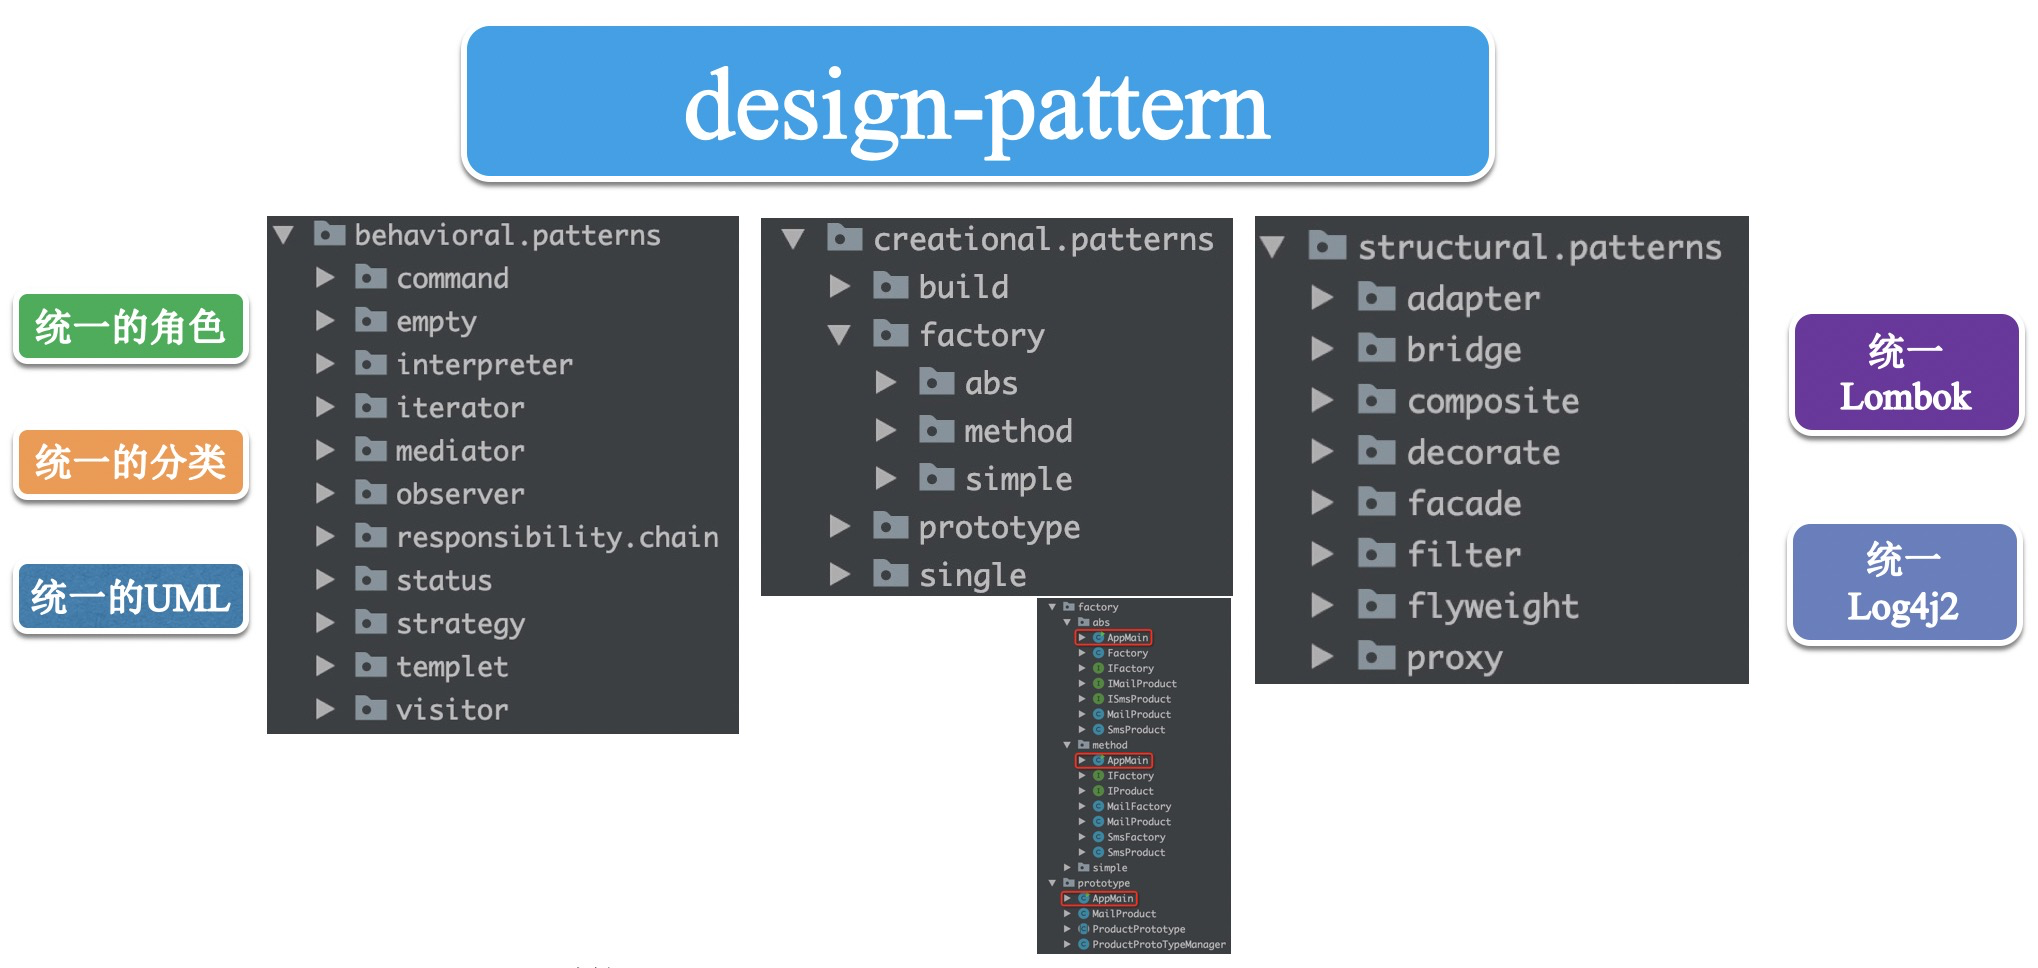 design-pattern
统一的角色
统一的分类
统一的UML
behavioral.patterns
command
empty
interpreter
iterator
mediator
observer
responsibility.chain
status
strategy
templet
visitor
creational.patterns
build
factory
abs
method
simple
prototype
single
factory
abs
AppMain
Factory
IFactory
IMailProduct
ISmsProduct
MailProduct
SmsProduct
method
AppMain
IFactory
IProduct
MailFactory
MailProduct
SmsFactory
SmsProduct
simple
prototype
AppMain
MailProduct
ProductPrototype
ProductProtoTypeManager
structural.patterns
adapter
bridge
composite
decorate
facade
filter
flyweight
proxy
统一
Lombok
统一
Log4j2